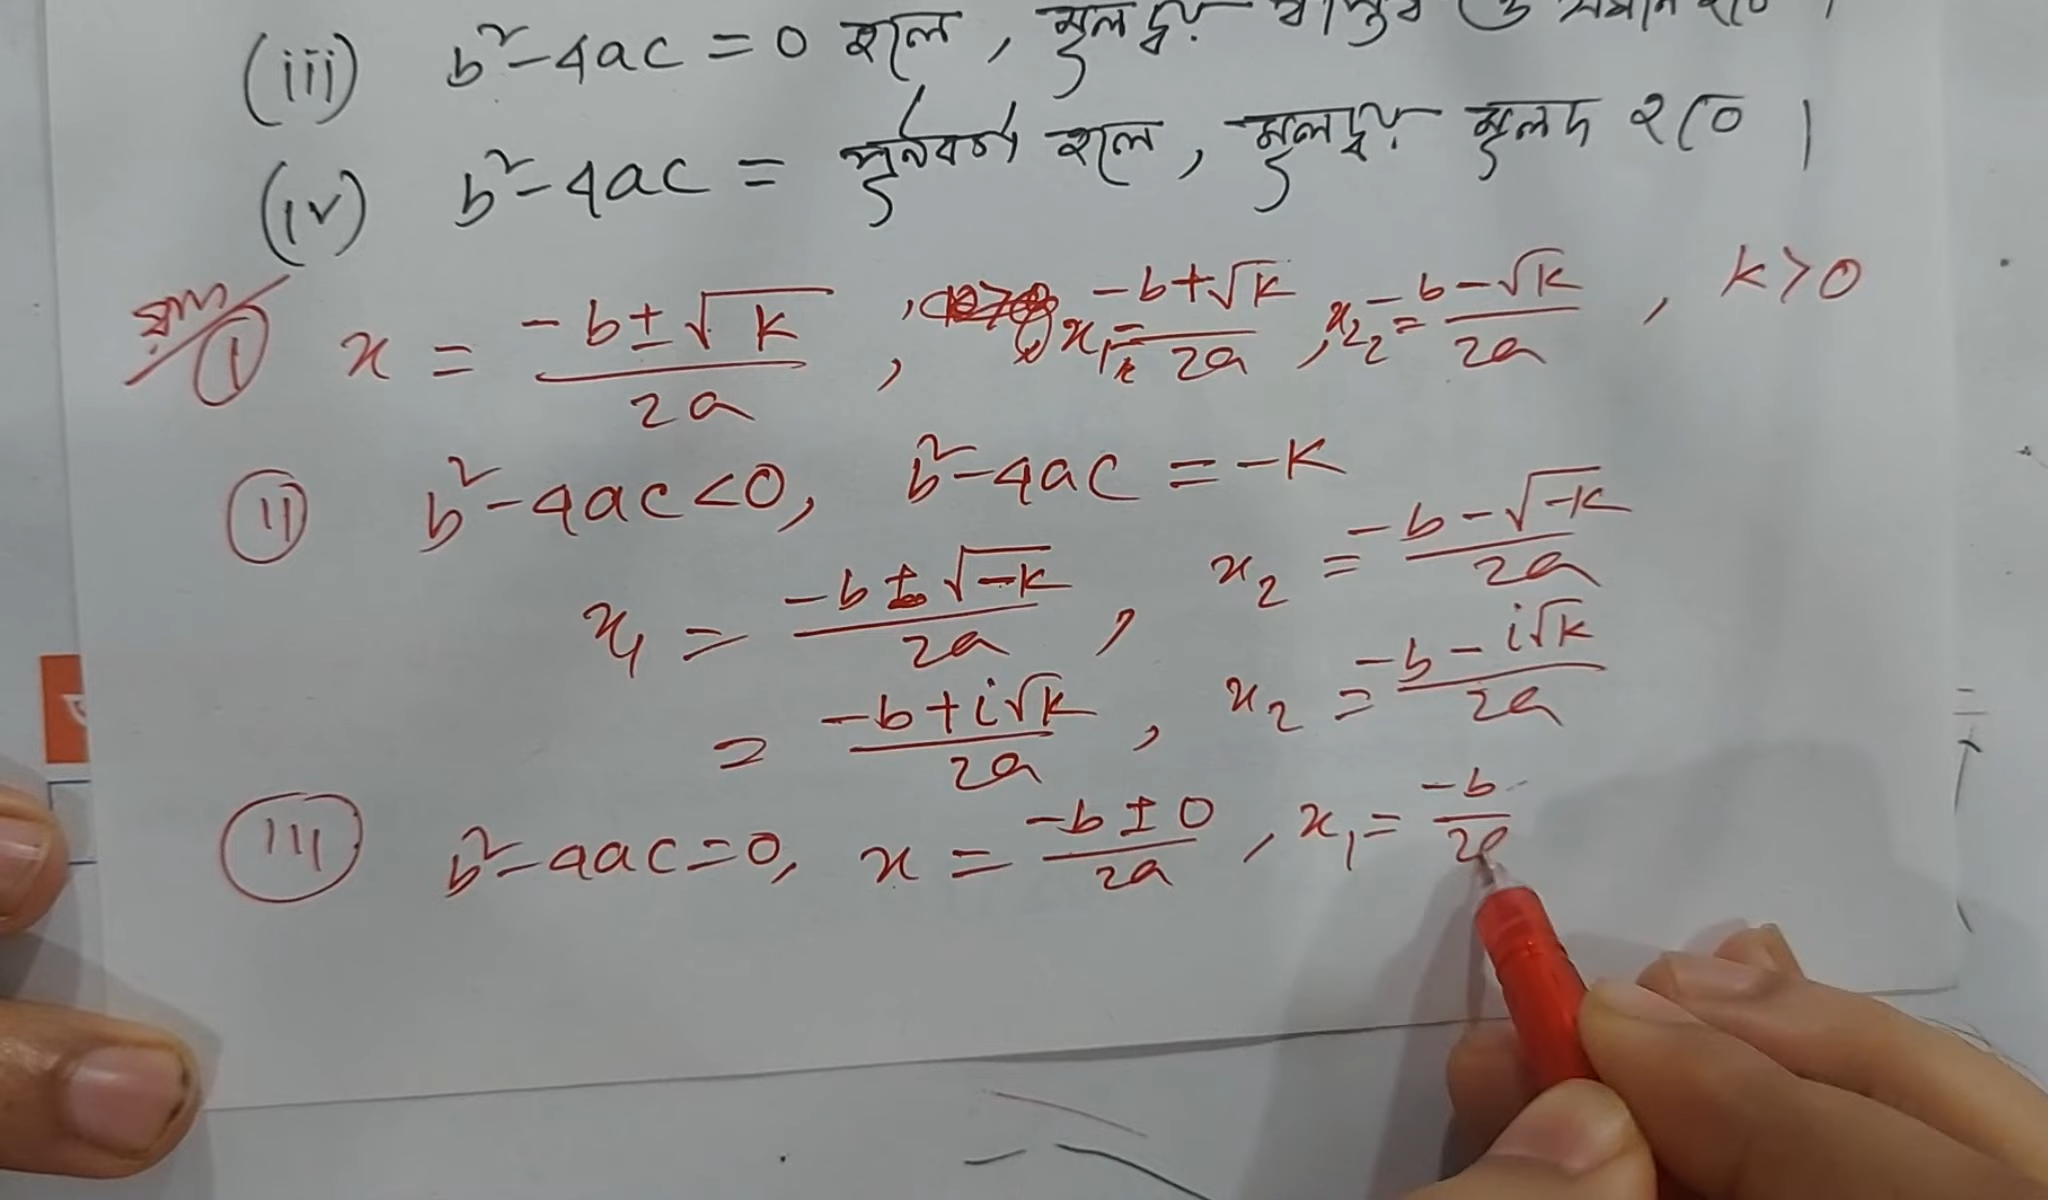 (iii) b²-4ac = 0 হলে, মূলদ্বয় বাস্তব ও সমান হবে।
(iv) b²-4ac = পূর্নবর্গ হলে, মূলদ্বয় মূলদ হবে।
① x = (-b±√k)/2a, x₁ = (-b+√k)/2a, x₂ = (-b-√k)/2a, k>0
ⅱ b²-4ac<0, b²-4ac = -k
x₁ = (-b±√-k)/2a, x₂ = (-b-√-k)/2a
= (-b+i√k)/2a, x₂ = (-b-i√k)/2a
ⅲ b²-4ac=0, x = (-b±0)/2a, x₁ = -b/2a